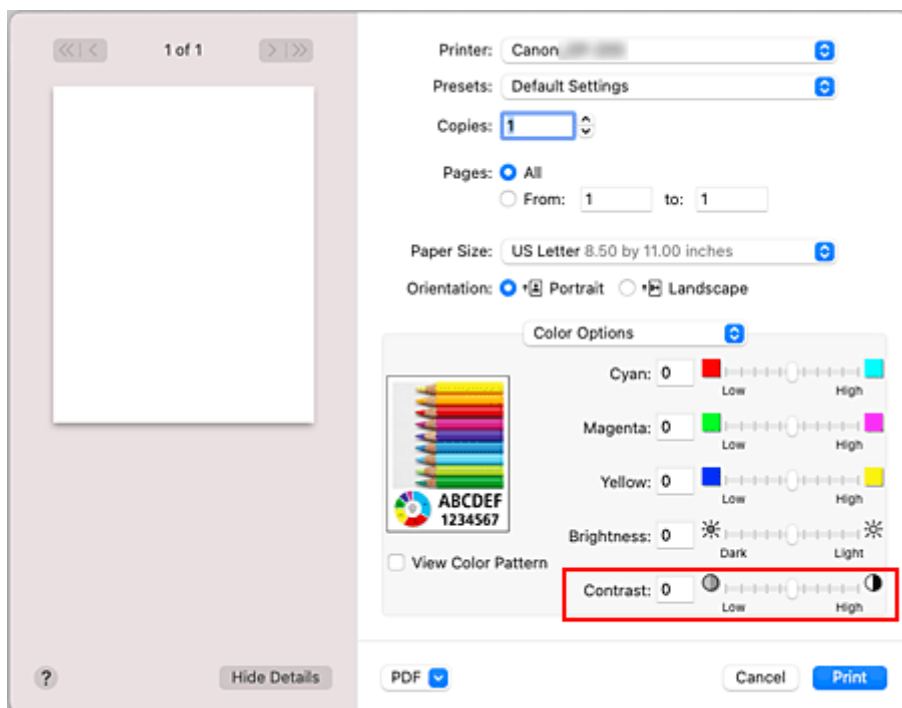 1 of 1
Printer: Canon
Presets: Default Settings
Copies: 1
Pages: All
From: 1 to: 1
Paper Size: US Letter 8.50 by 11.00 inches
Orientation: Portrait Landscape
Color Options
Cyan: 0
Low High
Magenta: 0
Low High
Yellow: 0
Low High
ABCDEF
1234567
Brightness: 0
Dark Light
View Color Pattern
Contrast: 0
Low High
? Hide Details PDF Cancel Print